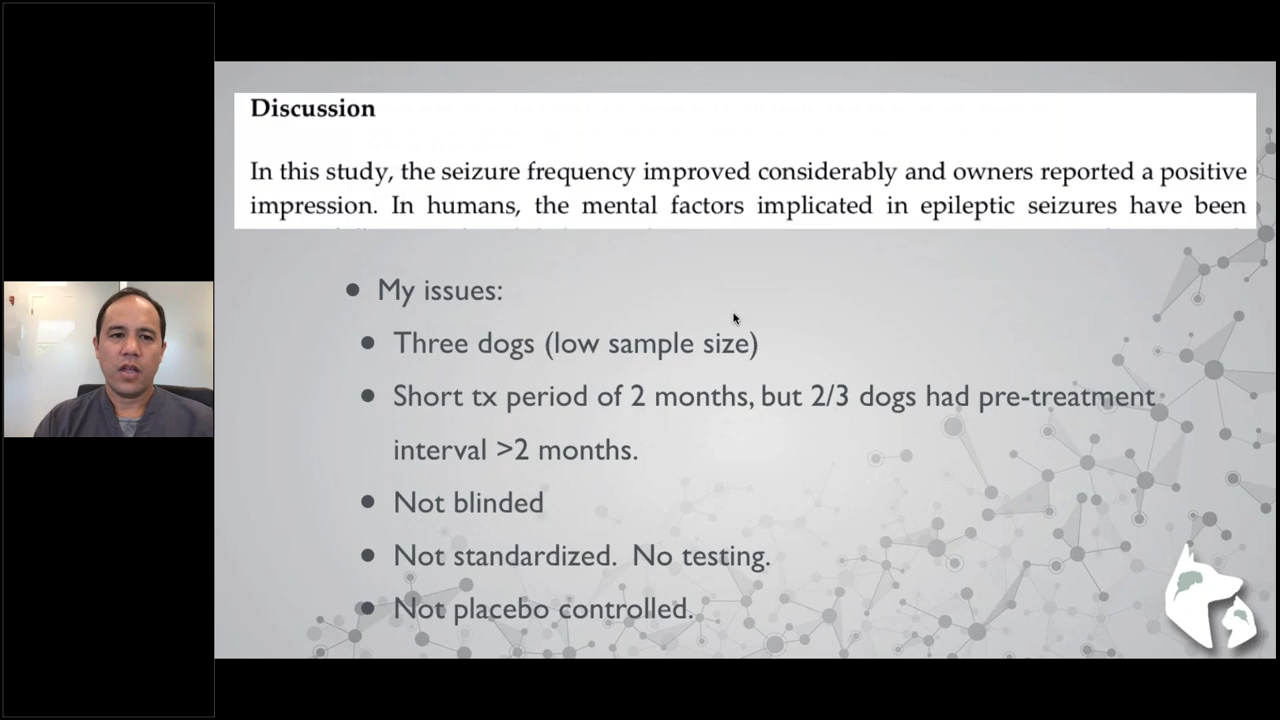 Discussion
In this study, the seizure frequency improved considerably and owners reported a positive
impression. In humans, the mental factors implicated in epileptic seizures have been
● My issues:
● Three dogs (low sample size)
● Short tx period of 2 months, but 2/3 dogs had pre-treatment
interval >2 months.
● Not blinded
● Not standardized. No testing.
● Not placebo controlled.